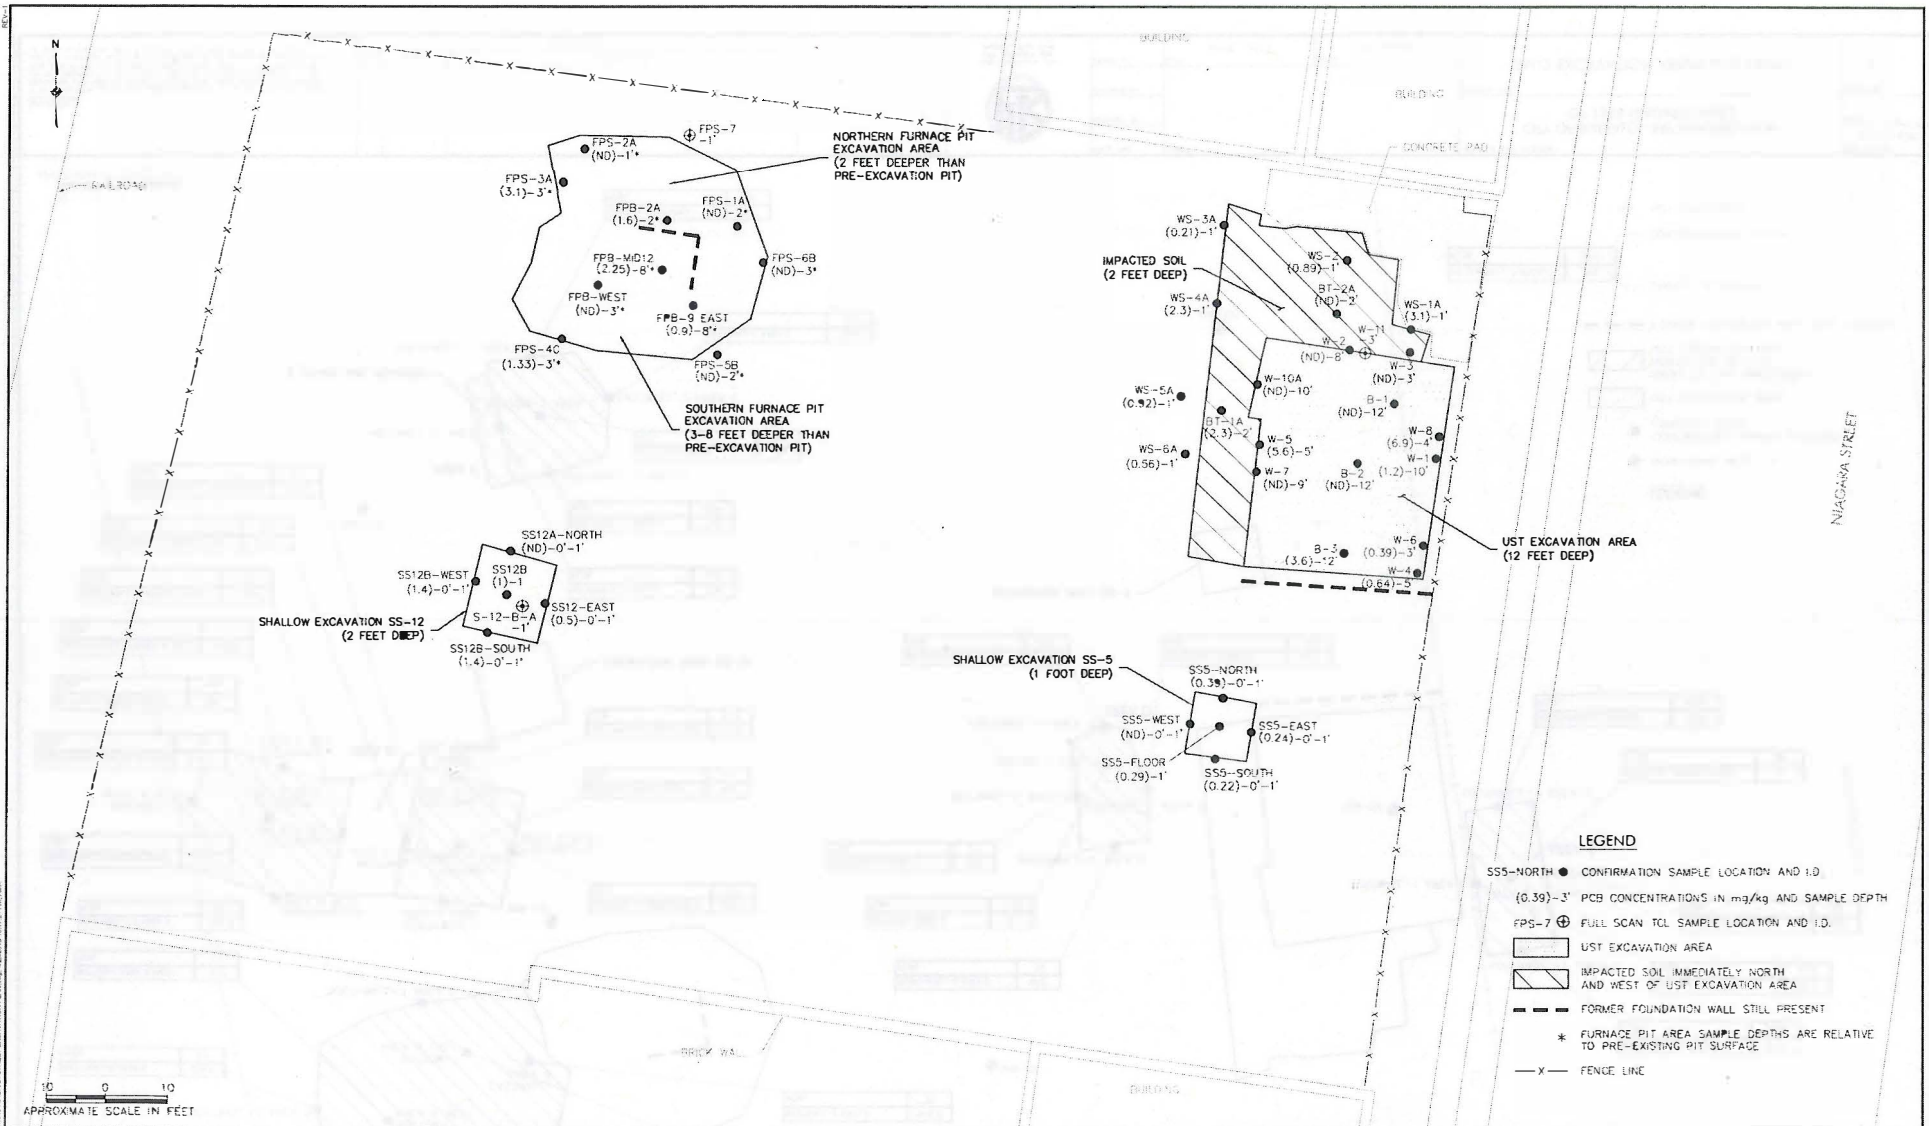 REV-1
N
BUILDING
BUILDING
CONCRETE PAD
RAILROAD
FPS-7
-1'
FPS-2A
(ND)-1'*
NORTHERN FURNACE PIT
EXCAVATION AREA
(2 FEET DEEPER THAN
PRE-EXCAVATION PIT)
FPS-3A
(3.1)-3'*
FPB-2A
(1.6)-2*
FPS-1A
(ND)-2*
FPB-MID12
(2.25)-8'*
FPS-6B
(ND)-3*
FPB-WEST
(ND)-3'*
FPB-9 EAST
(0.9)-8'*
FPS-4C
(1.33)-3'*
FPS-5B
(ND)-2'*
SOUTHERN FURNACE PIT
EXCAVATION AREA
(3-8 FEET DEEPER THAN
PRE-EXCAVATION PIT)
WS-3A
(0.21)-1'
IMPACTED SOIL
(2 FEET DEEP)
WS-2
(0.89)-1'
BT-2A
(ND)-2'
WS-4A
(2.3)-1'
WS-1A
(3.1)-1'
W-11
-3'
W-2
(ND)-8'
W-3
(ND)-3'
W-10A
(ND)-10'
WS-5A
(0.92)-1'
B-1
(ND)-12'
BT-1A
(2.3)-2'
W-8
(6.9)-4'
W-5
(5.6)-5'
W-1
(1.2)-10'
WS-6A
(0.56)-1'
W-7
(ND)-9'
B-2
(ND)-12'
NIAGARA STREET
UST EXCAVATION AREA
(12 FEET DEEP)
W-6
(0.39)-3'
B-3
(3.6)-12'
W-4
(0.64)-5'
SS12A-NORTH
(ND)-0'-1'
SS12B-WEST
(1.4)-0'-1'
SS12B
(1)-1
SS12-EAST
(0.5)-0'-1'
S-12-B-A
-1'
SHALLOW EXCAVATION SS-12
(2 FEET DEEP)
SS12B-SOUTH
(1.4)-0'-1'
SHALLOW EXCAVATION SS-5
(1 FOOT DEEP)
SS5-NORTH
(0.39)-0'-1'
SS5-WEST
(ND)-0'-1'
SS5-EAST
(0.24)-0'-1'
SS5-FLOOR
(0.29)-1'
SS5-SOUTH
(0.22)-0'-1'
BRICK WALL
BUILDING
LEGEND
SS5-NORTH CONFIRMATION SAMPLE LOCATION AND I.D.
(0.39)-3' PCB CONCENTRATIONS IN mg/kg AND SAMPLE DEPTH
FPS-7 FULL SCAN TCL SAMPLE LOCATION AND I.D.
UST EXCAVATION AREA
IMPACTED SOIL IMMEDIATELY NORTH
AND WEST OF UST EXCAVATION AREA
FORMER FOUNDATION WALL STILL PRESENT
* FURNACE PIT AREA SAMPLE DEPTHS ARE RELATIVE
TO PRE-EXISTING PIT SURFACE
—X— FENCE LINE
10 0 10
APPROXIMATE SCALE IN FEET